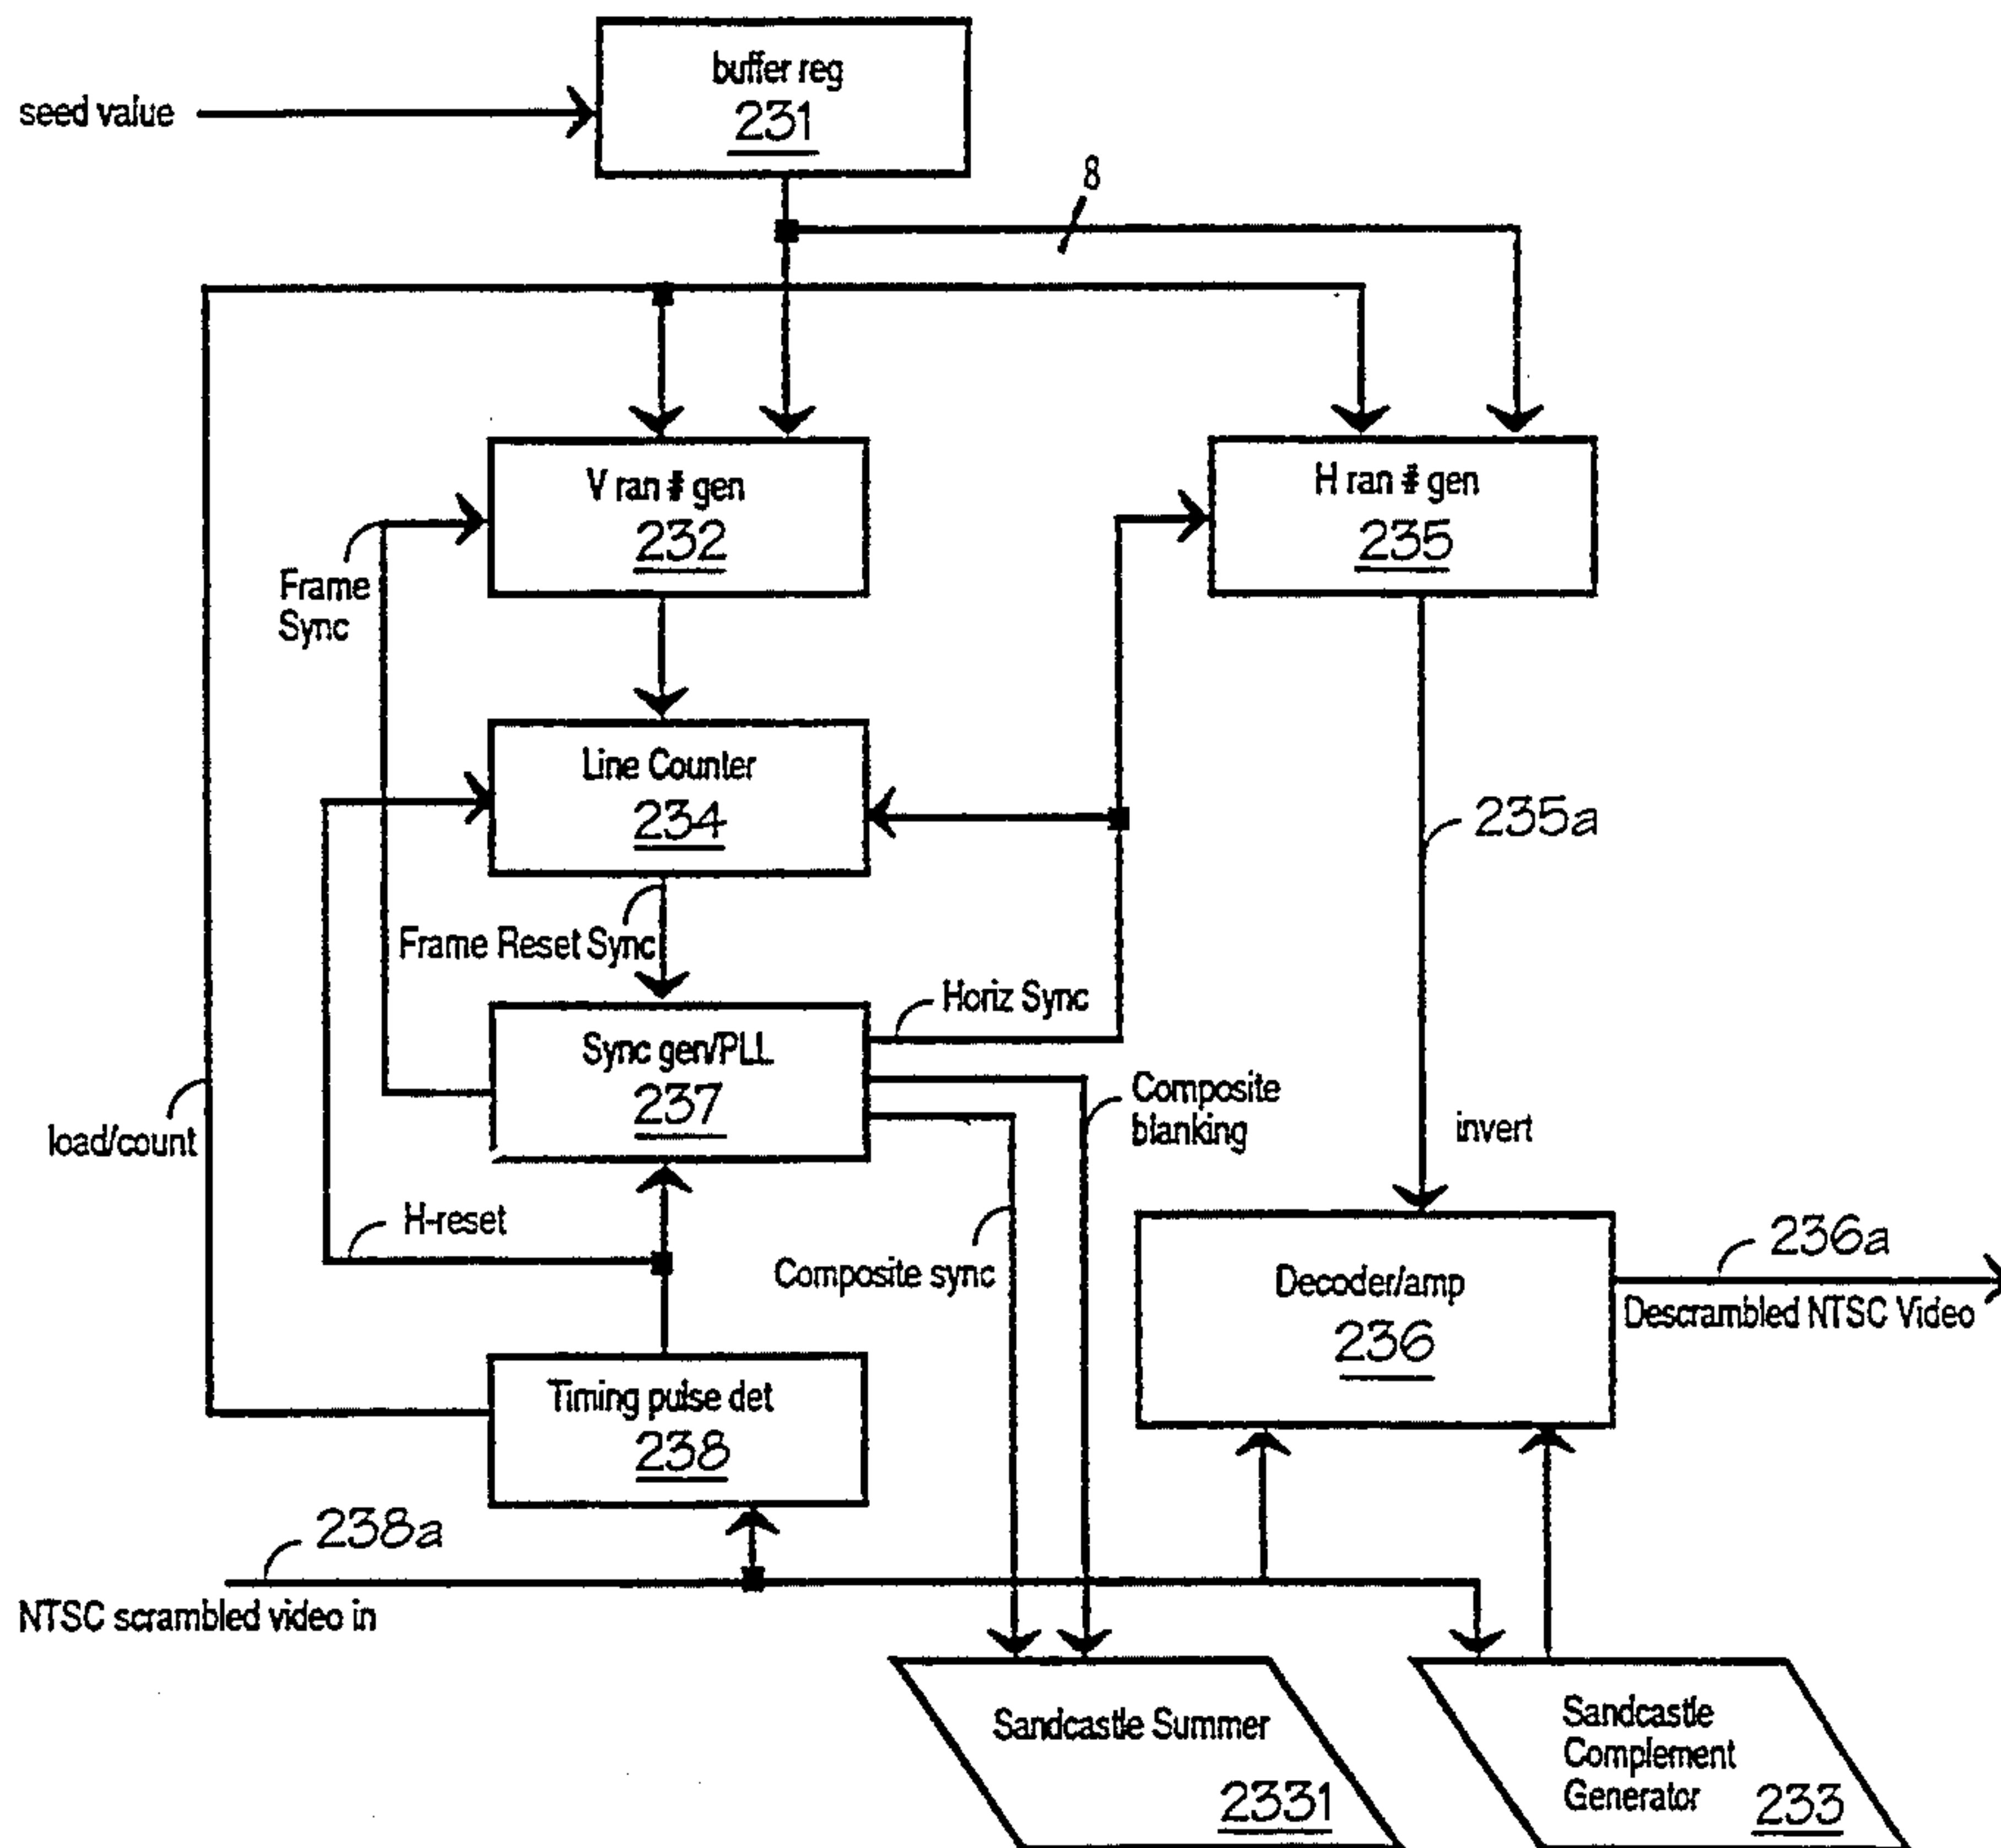 buffer reg
231
seed value
8
V ran # gen
232
H ran # gen
235
Frame
Sync
Line Counter
234
235a
Frame Reset Sync
Horiz Sync
Sync gen/PLL
237
Composite
blanking
load/count
invert
H-reset
Composite sync
236a
Decoder/amp
236
Descrambled NTSC Video
Timing pulse det
238
238a
NTSC scrambled video in
Sandcastle Summer
2331
Sandcastle
Complement
Generator
233